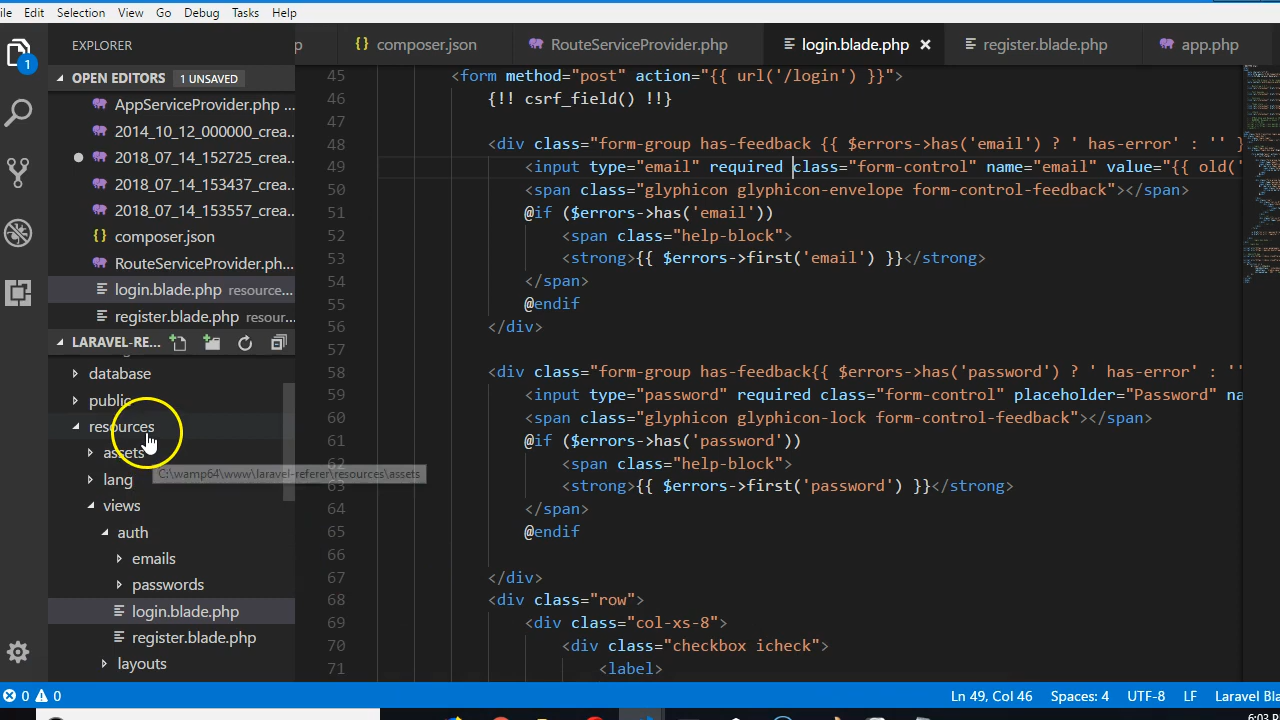 ile Edit Selection View Go Debug Tasks Help
EXPLORER
p
{} composer.json
RouteServiceProvider.php
login.blade.php
register.blade.php
app.php
1
OPEN EDITORS 1 UNSAVED
AppServiceProvider.php ...
2014_10_12_000000_crea...
2018_07_14_152725_crea...
2018_07_14_153437_crea...
2018_07_14_153557_crea...
{} composer.json
RouteServiceProvider.ph...
login.blade.php resource...
register.blade.php resour...
LARAVEL-RE...
database
public
resources
assets
C:\wamp64\www\laravel-referer\resources\assets
lang
views
auth
emails
passwords
login.blade.php
register.blade.php
layouts
45 <form method="post" action="{{ url('/login') }}">
46 {!! csrf_field() !!}
47
48 <div class="form-group has-feedback {{ $errors->has('email') ? ' has-error' : '' }
49 <input type="email" required class="form-control" name="email" value="{{ old('
50 <span class="glyphicon glyphicon-envelope form-control-feedback"></span>
51 @if ($errors->has('email'))
52 <span class="help-block">
53 <strong>{{ $errors->first('email') }}</strong>
54 </span>
55 @endif
56 </div>
57
58 <div class="form-group has-feedback{{ $errors->has('password') ? ' has-error' : ''
59 <input type="password" required class="form-control" placeholder="Password" na
60 <span class="glyphicon glyphicon-lock form-control-feedback"></span>
61 @if ($errors->has('password'))
62 <span class="help-block">
63 <strong>{{ $errors->first('password') }}</strong>
64 </span>
65 @endif
66
67 </div>
68 <div class="row">
69 <div class="col-xs-8">
70 <div class="checkbox icheck">
71 <label>
0 0
Ln 49, Col 46 Spaces: 4 UTF-8 LF Laravel Bla
6:03 P